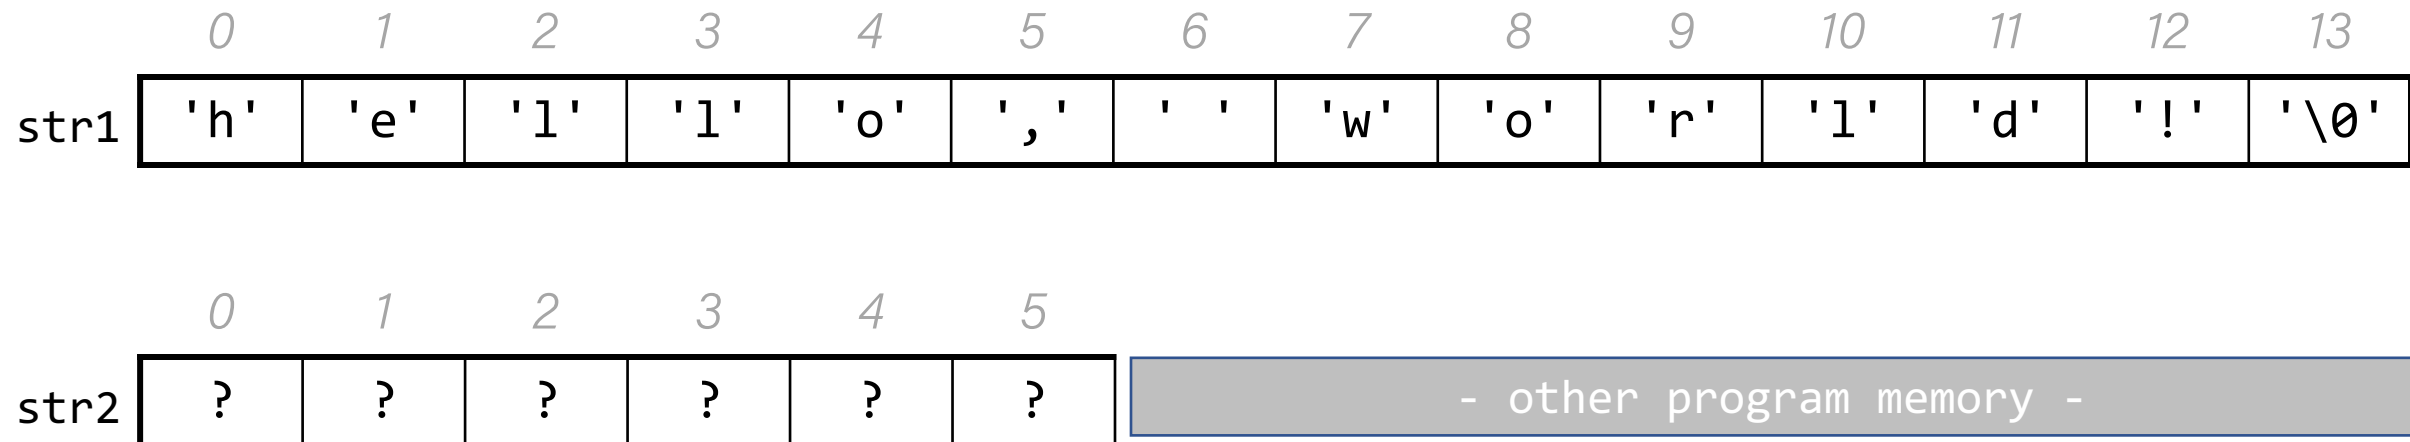 0 1 2 3 4 5 6 7 8 9 10 11 12 13
str1 'h' 'e' 'l' 'l' 'o' ',' ' ' 'w' 'o' 'r' 'l' 'd' '!' '\0'
0 1 2 3 4 5
str2 ? ? ? ? ? ? - other program memory -